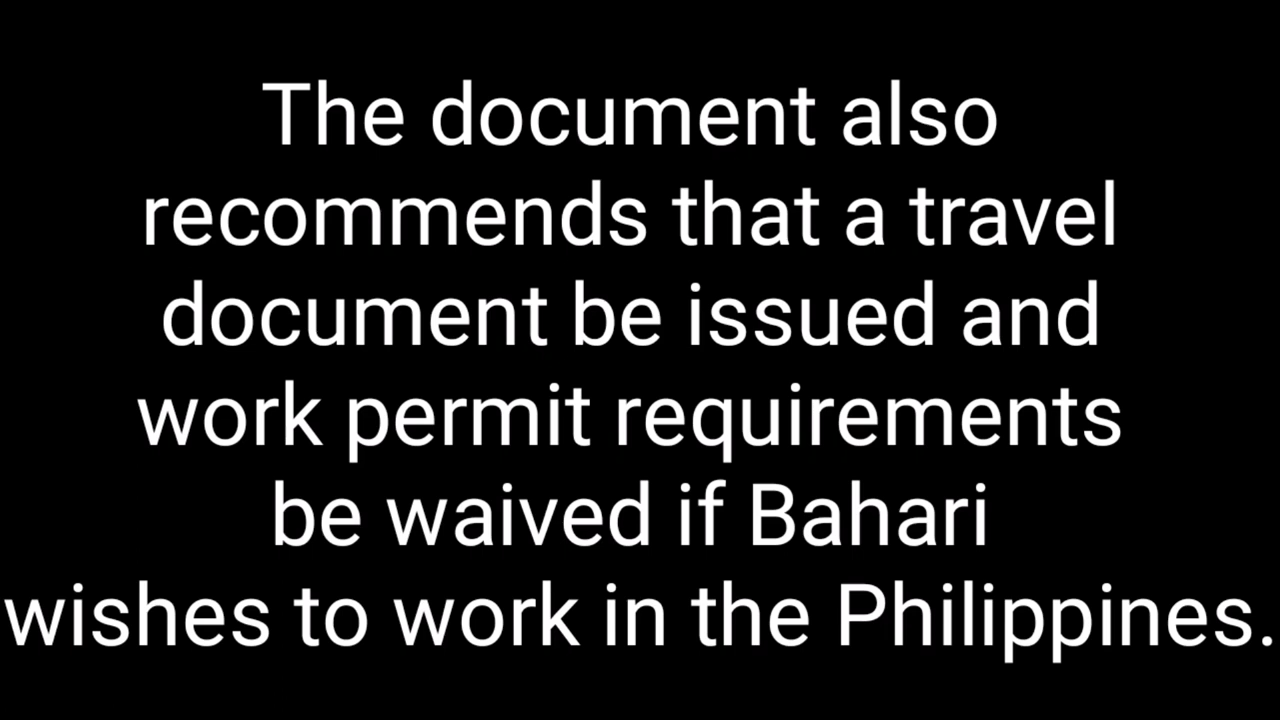 The document also
recommends that a travel
document be issued and
work permit requirements
be waived if Bahari
wishes to work in the Philippines.